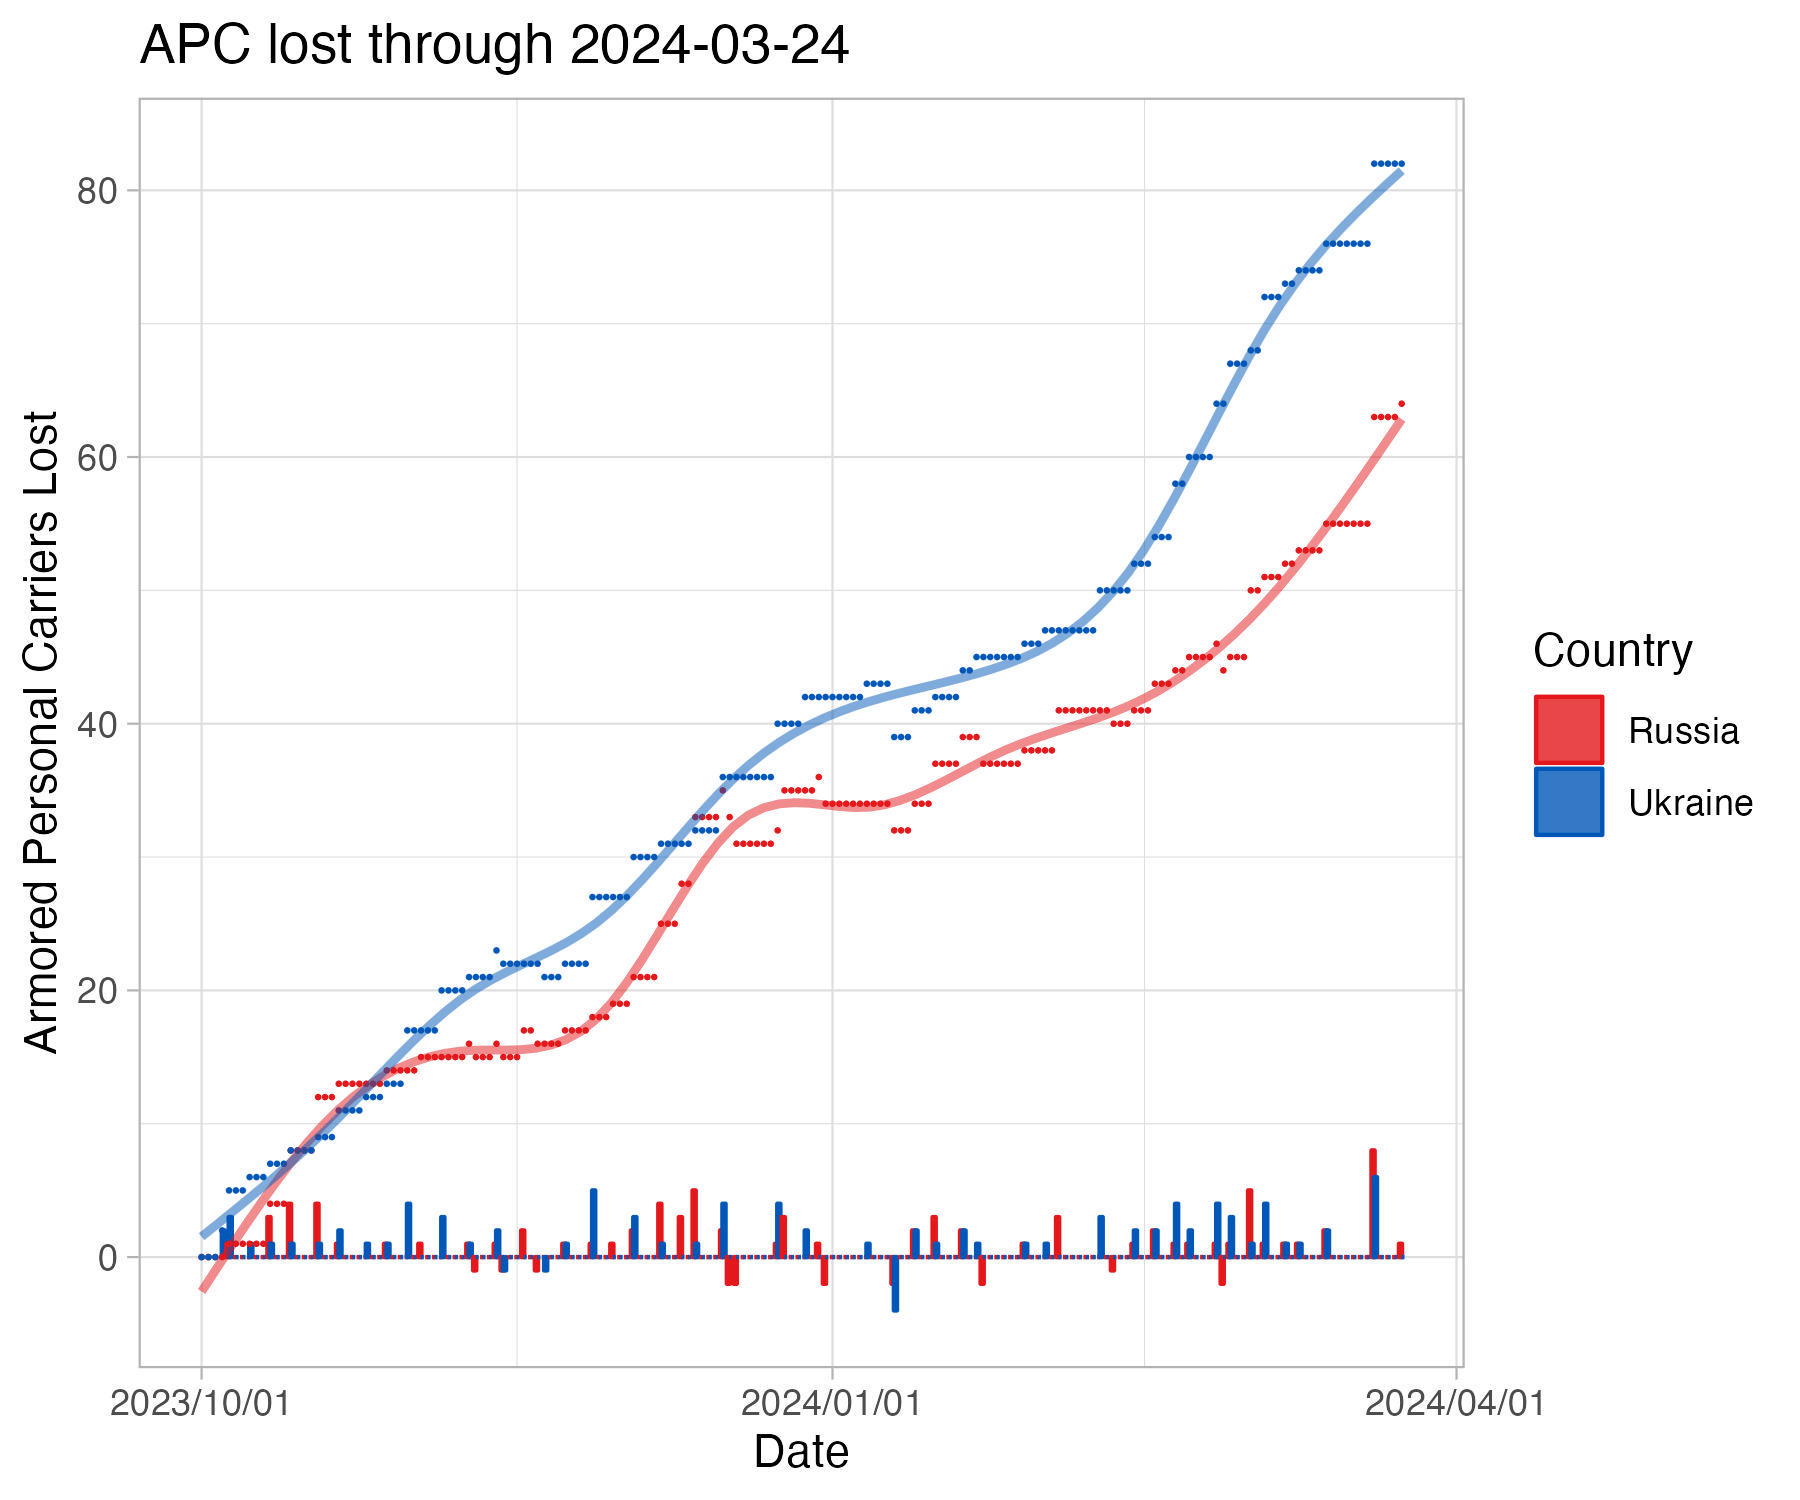 APC lost through 2024-03-24
Armored Personal Carriers Lost
80
60
40
20
0
2023/10/01
2024/01/01
2024/04/01
Date
Country
Russia
Ukraine